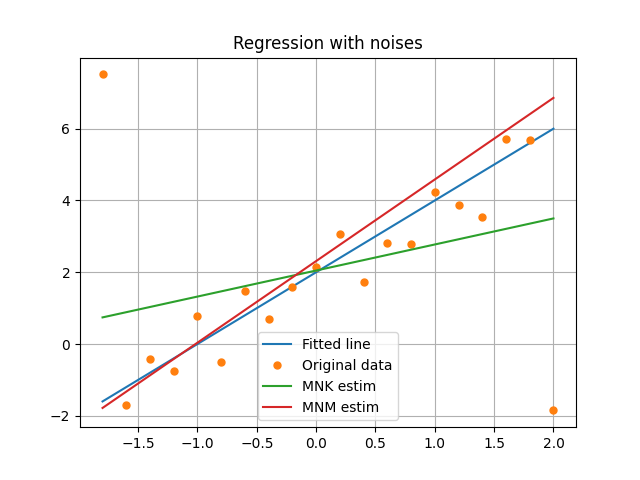 Regression with noises
6
4
2
0
−2
−1.5 −1.0 −0.5 0.0 0.5 1.0 1.5 2.0
Fitted line
Original data
MNK estim
MNM estim